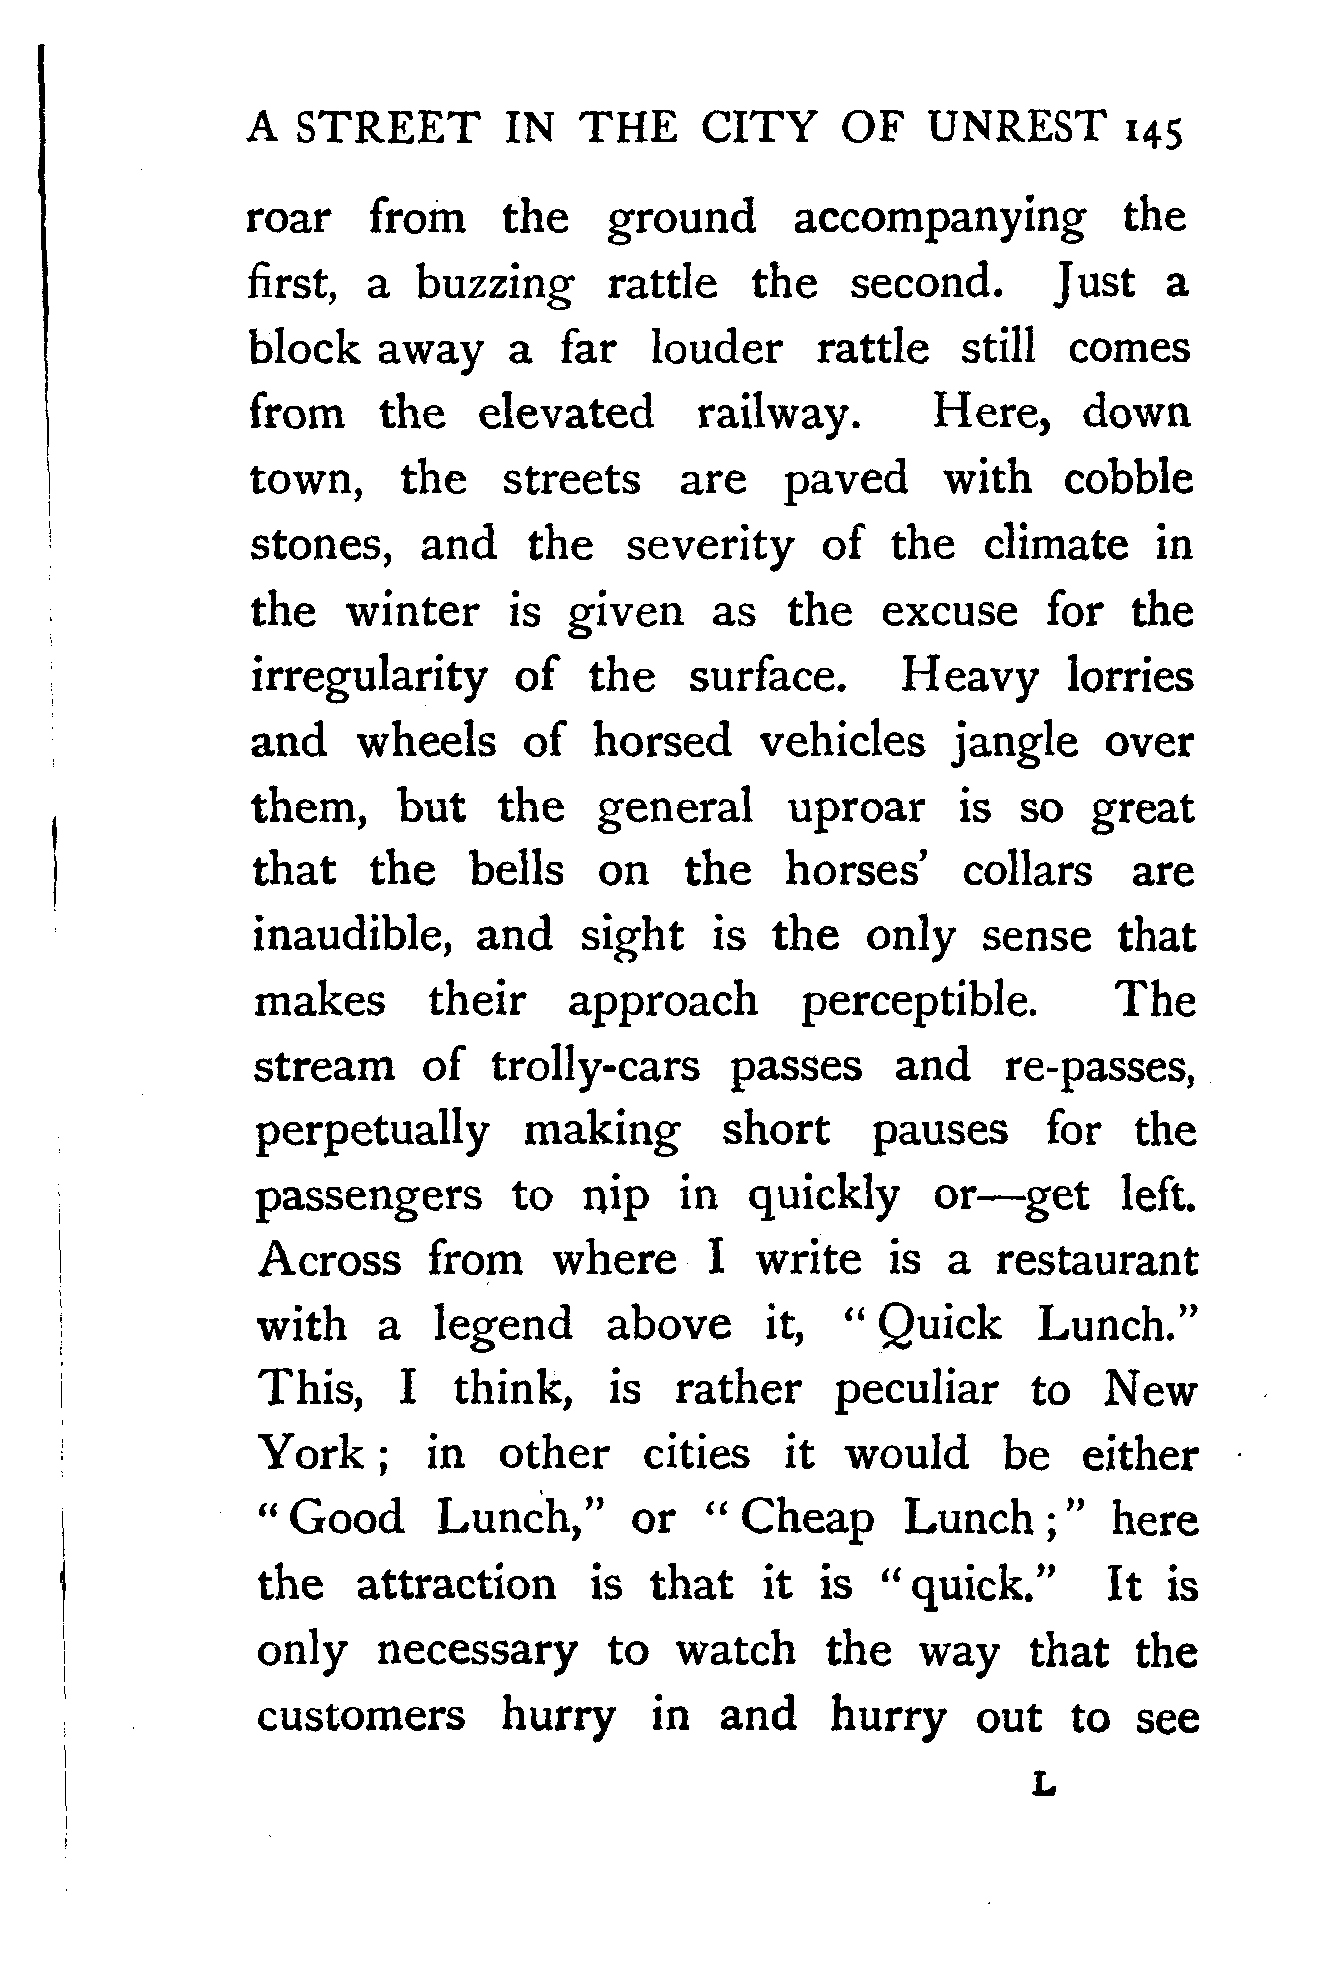 A STREET IN THE CITY OF UNREST 145
roar from the ground accompanying the
first, a buzzing rattle the second. Just a
block away a far louder rattle still comes
from the elevated railway. Here, down
town, the streets are paved with cobble
stones, and the severity of the climate in
the winter is given as the excuse for the
irregularity of the surface. Heavy lorries
and wheels of horsed vehicles jangle over
them, but the general uproar is so great
that the bells on the horses' collars are
inaudible, and sight is the only sense that
makes their approach perceptible. The
stream of trolly-cars passes and re-passes,
perpetually making short pauses for the
passengers to nip in quickly or—get left.
Across from where I write is a restaurant
with a legend above it, "Quick Lunch."
This, I think, is rather peculiar to New
York; in other cities it would be either
"Good Lunch," or "Cheap Lunch;" here
the attraction is that it is "quick." It is
only necessary to watch the way that the
customers hurry in and hurry out to see
L